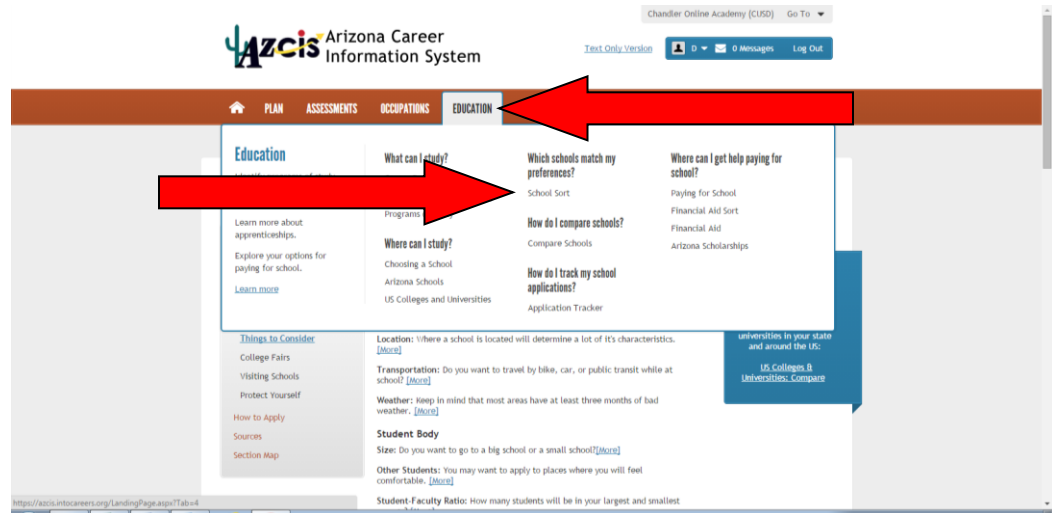 Chandler Online Academy (CUSD) Go To
AZCIS Arizona Career
Information System
Text Only Version
D 0 Messages Log Out
PLAN ASSESSMENTS OCCUPATIONS EDUCATION
Education
Learn more about
apprenticeships.
Explore your options for
paying for school.
Learn more
What can I study?
Programs
Where can I study?
Choosing a School
Arizona Schools
US Colleges and Universities
Which schools match my
preferences?
School Sort
How do I compare schools?
Compare Schools
How do I track my school
applications?
Application Tracker
Where can I get help paying for
school?
Paying for School
Financial Aid Sort
Financial Aid
Arizona Scholarships
Things to Consider
College Fairs
Visiting Schools
Protect Yourself
How to Apply
Sources
Section Map
Location: Where a school is located will determine a lot of it's characteristics.
[More]
Transportation: Do you want to travel by bike, car, or public transit while at
school? [More]
Weather: Keep in mind that most areas have at least three months of bad
weather. [More]
Student Body
Size: Do you want to go to a big school or a small school?[More]
Other Students: You may want to apply to places where you will feel
comfortable. [More]
Student-Faculty Ratio: How many students will be in your largest and smallest
universities in your state
and around the US:
US Colleges &
Universities: Compare
https://azcis.intocareers.org/LandingPage.aspx?Tab=4